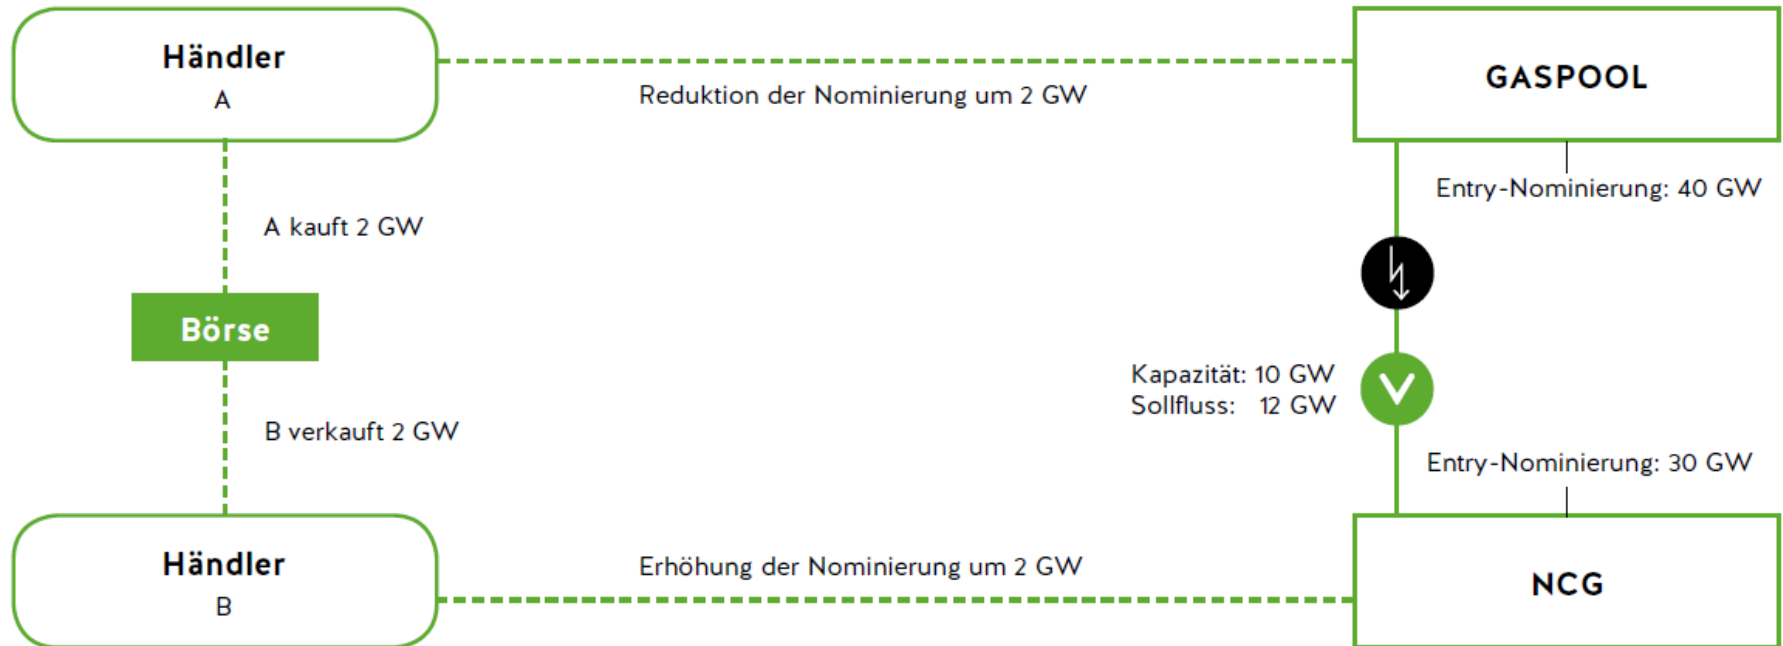 Händler
A
Reduktion der Nominierung um 2 GW
GASPOOL
Entry-Nominierung: 40 GW
A kauft 2 GW
Börse
Kapazität: 10 GW
Sollfluss: 12 GW
B verkauft 2 GW
Entry-Nominierung: 30 GW
Händler
B
Erhöhung der Nominierung um 2 GW
NCG